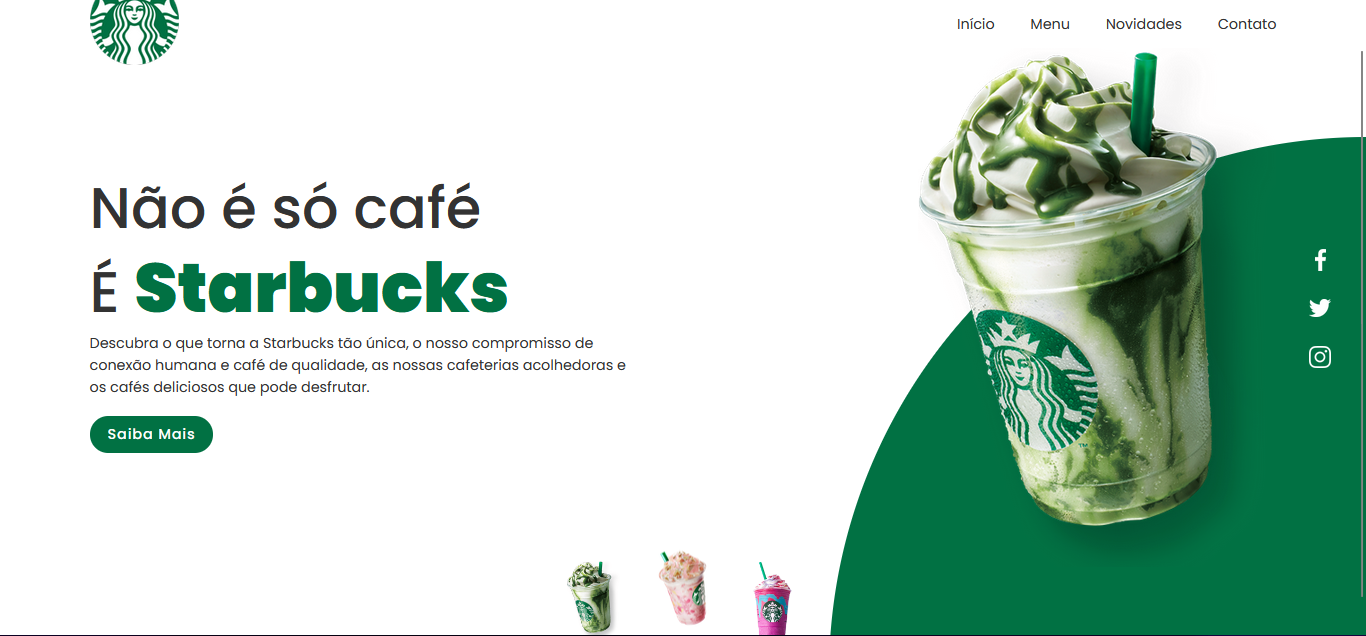 Início Menu Novidades Contato
Não é só café
É Starbucks
Descubra o que torna a Starbucks tão única, o nosso compromisso de
conexão humana e café de qualidade, as nossas cafeterias acolhedoras e
os cafés deliciosos que pode desfrutar.
Saiba Mais
TM